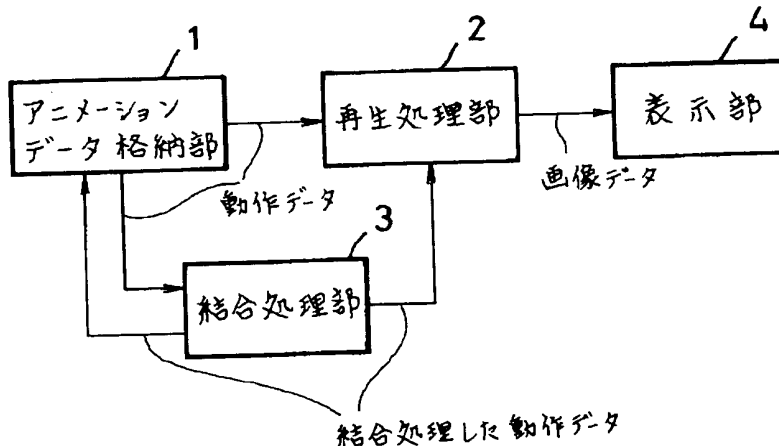 1
アニメーション
データ格納部
2
再生処理部
4
表示部
動作データ
画像データ
3
結合処理部
結合処理した動作データ